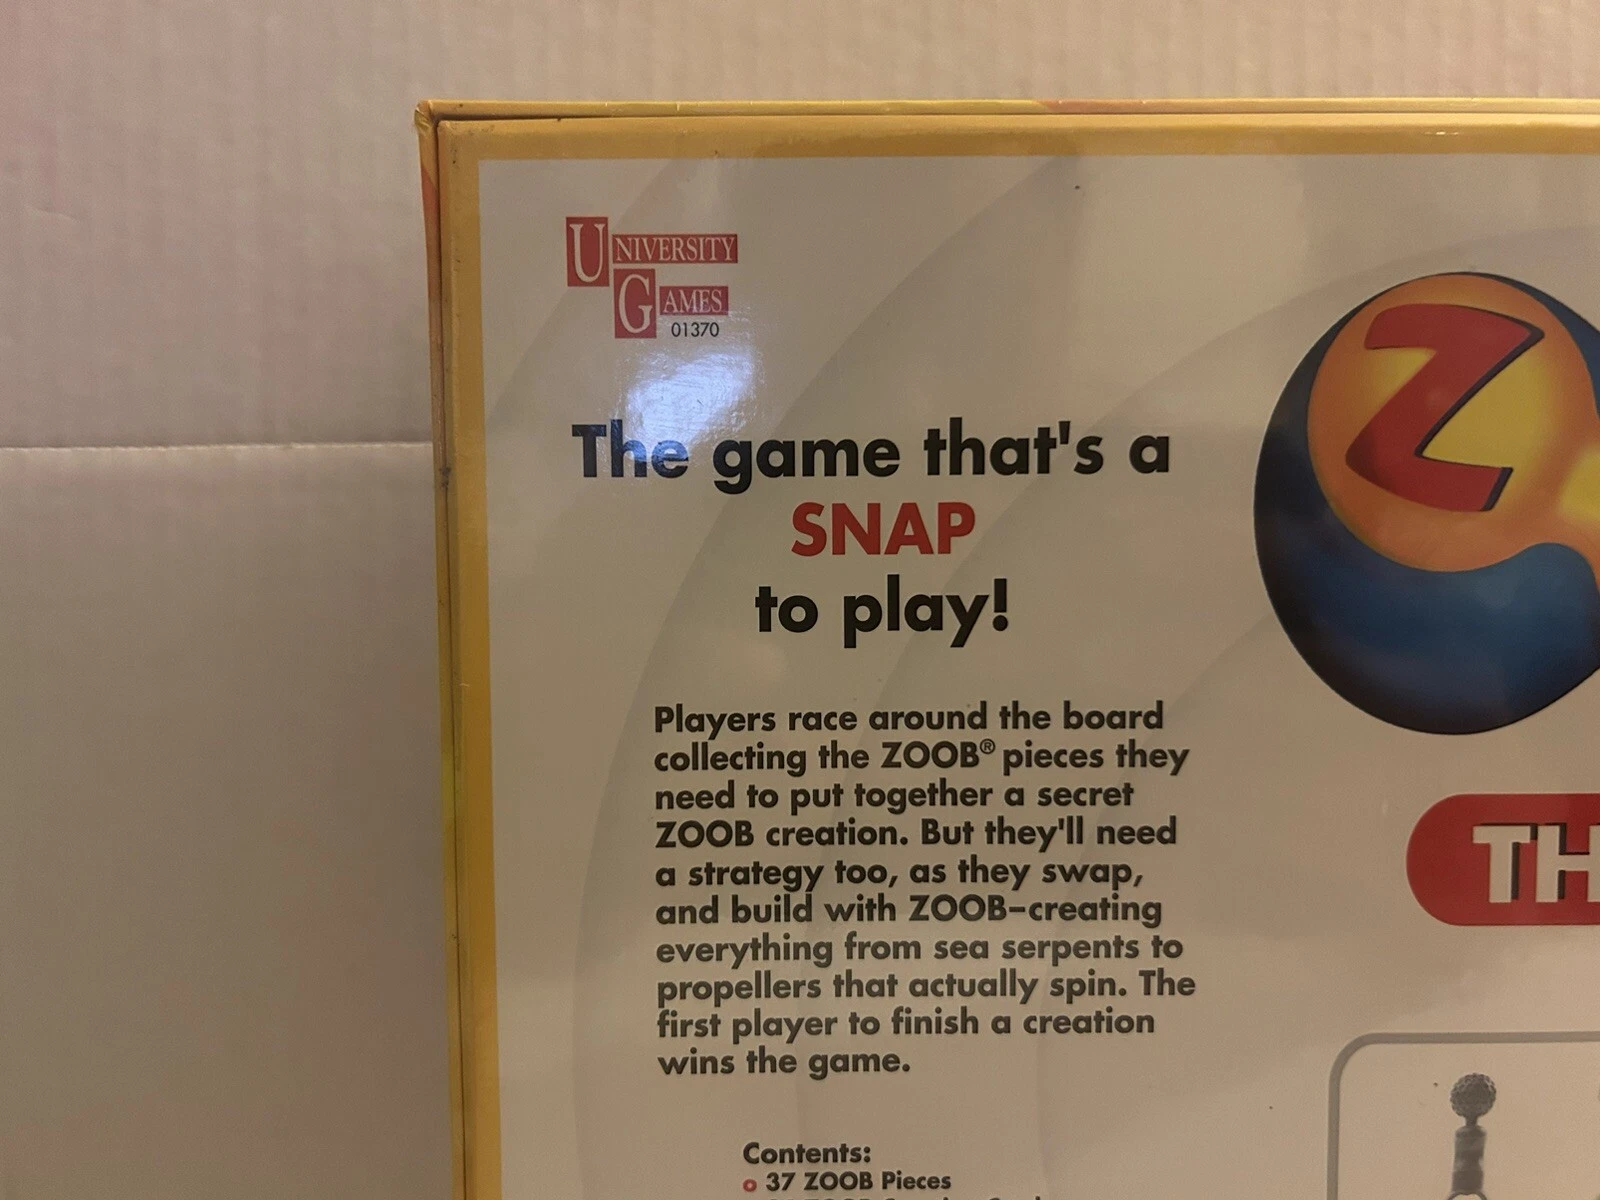 UNIVERSITY
GAMES
01370
The game that's a
SNAP
to play!
Z
Players race around the board
collecting the ZOOB® pieces they
need to put together a secret
ZOOB creation. But they'll need
a strategy too, as they swap,
and build with ZOOB–creating
everything from sea serpents to
propellers that actually spin. The
first player to finish a creation
wins the game.
TH
Contents:
37 ZOOB Pieces